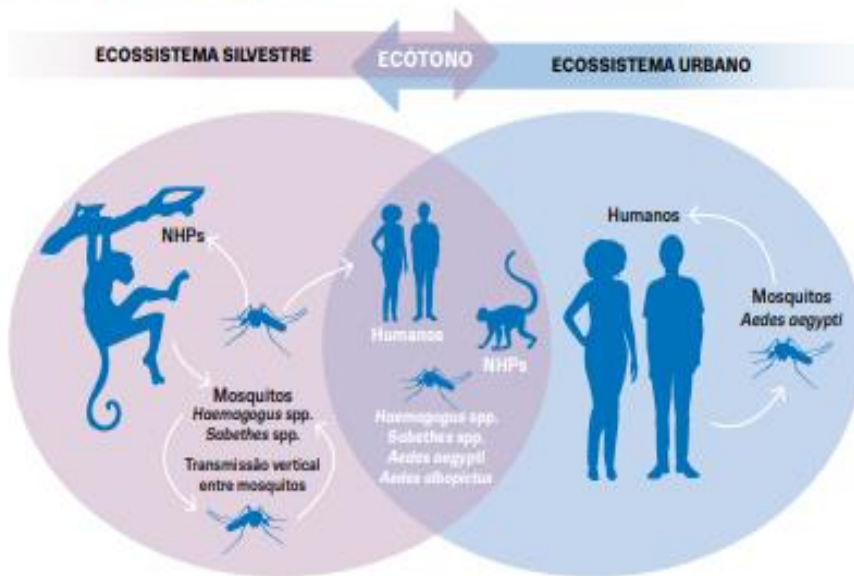 ECOSSISTEMA SILVESTRE
ECÓTONO
ECOSSISTEMA URBANO
NHPs
Mosquitos
Haemagogus spp.
Sabethes spp.
Transmissão vertical
entre mosquitos
Humanos
NHPs
Haemagogus spp.
Sabethes spp.
Aedes aegypti
Aedes albopictus
Humanos
Mosquitos
Aedes aegypti